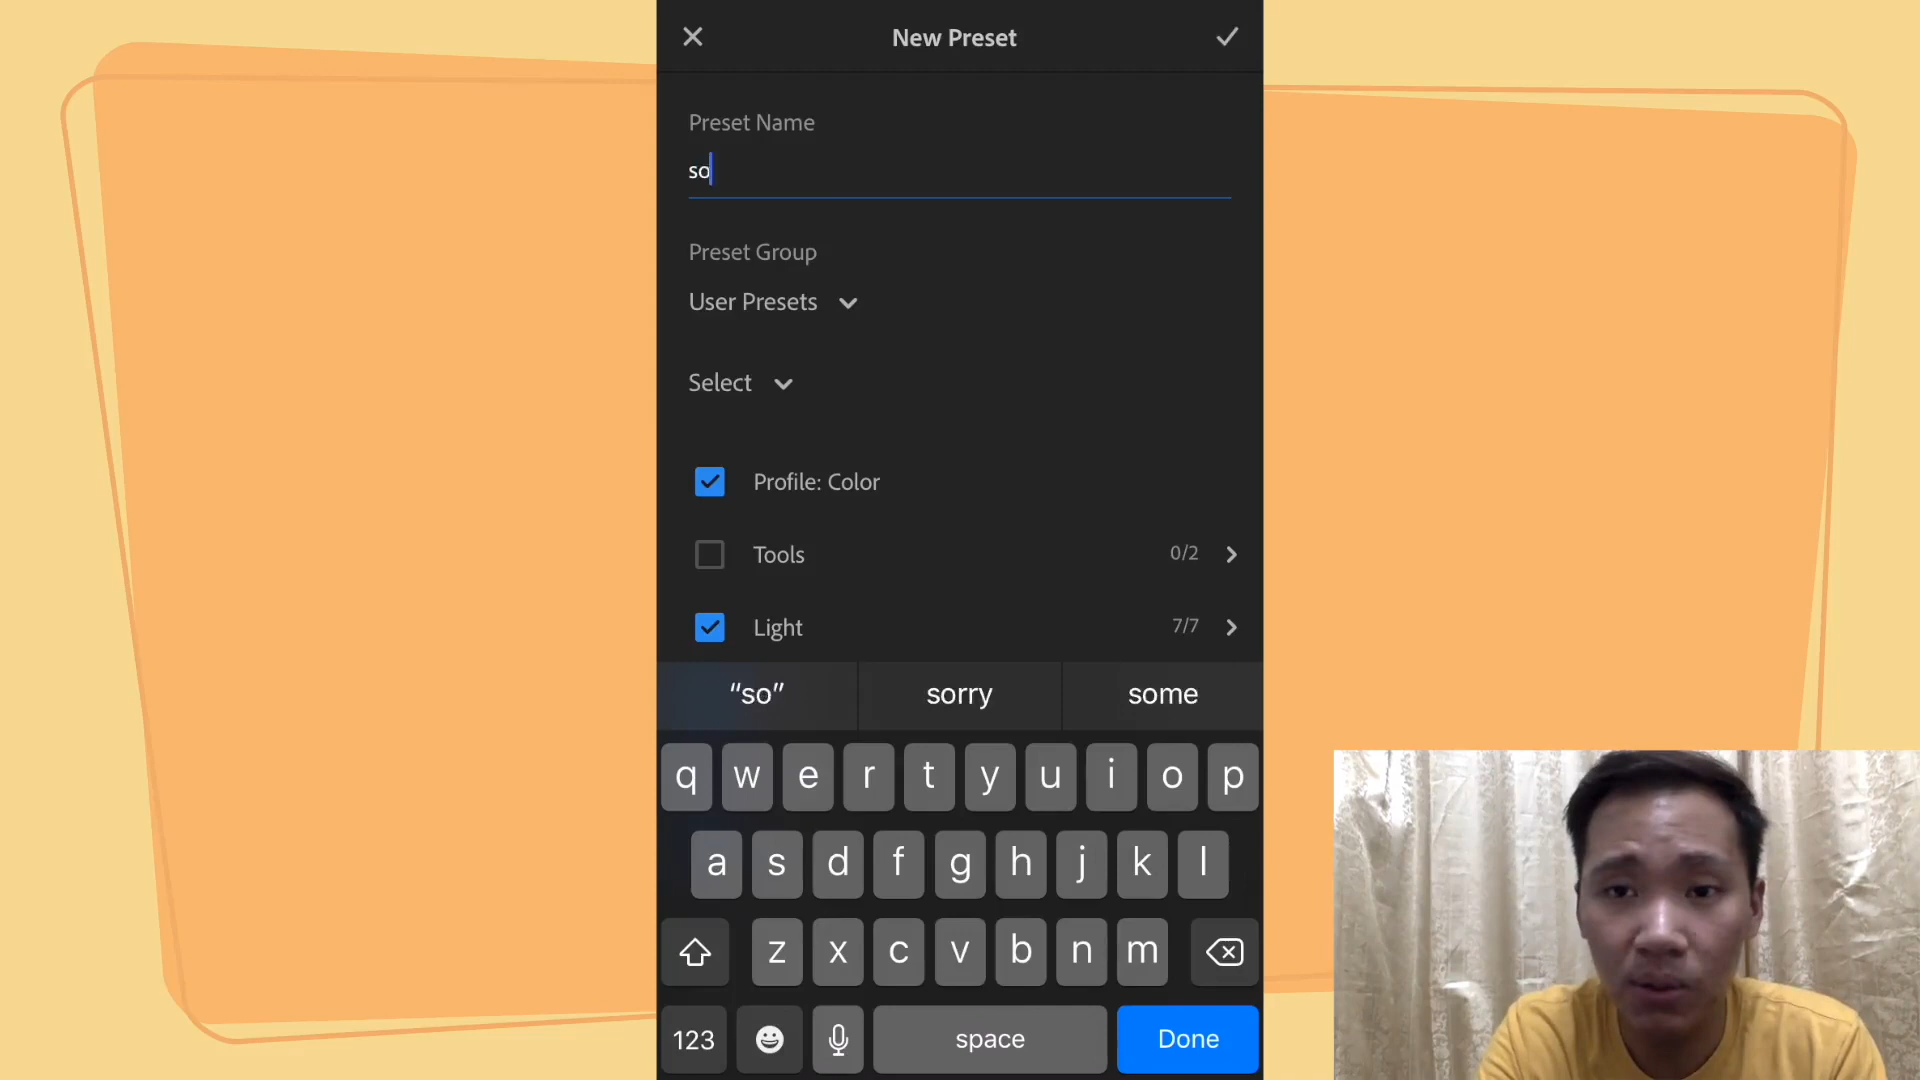 New Preset
Preset Name
so
Preset Group
User Presets
Select
Profile: Color
Tools 0/2
Light 7/7
“so” sorry some
q w e r t y u i o p
a s d f g h j k l
z x c v b n m
123 space Done